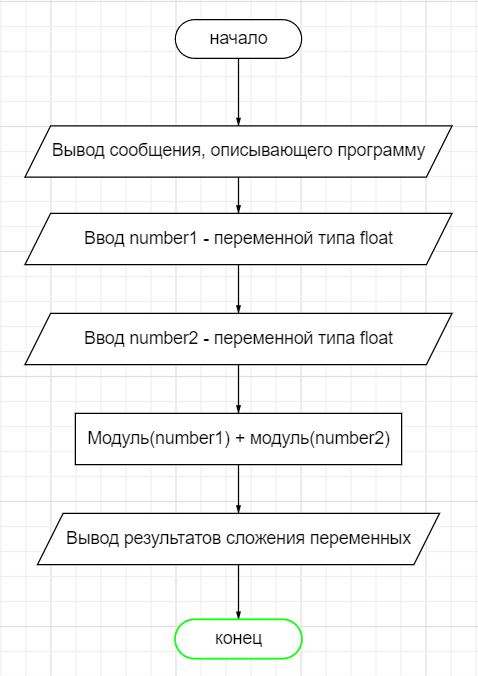 начало
Вывод сообщения, описывающего программу
Ввод number1 - переменной типа float
Ввод number2 - переменной типа float
Модуль(number1) + модуль(number2)
Вывод результатов сложения переменных
конец